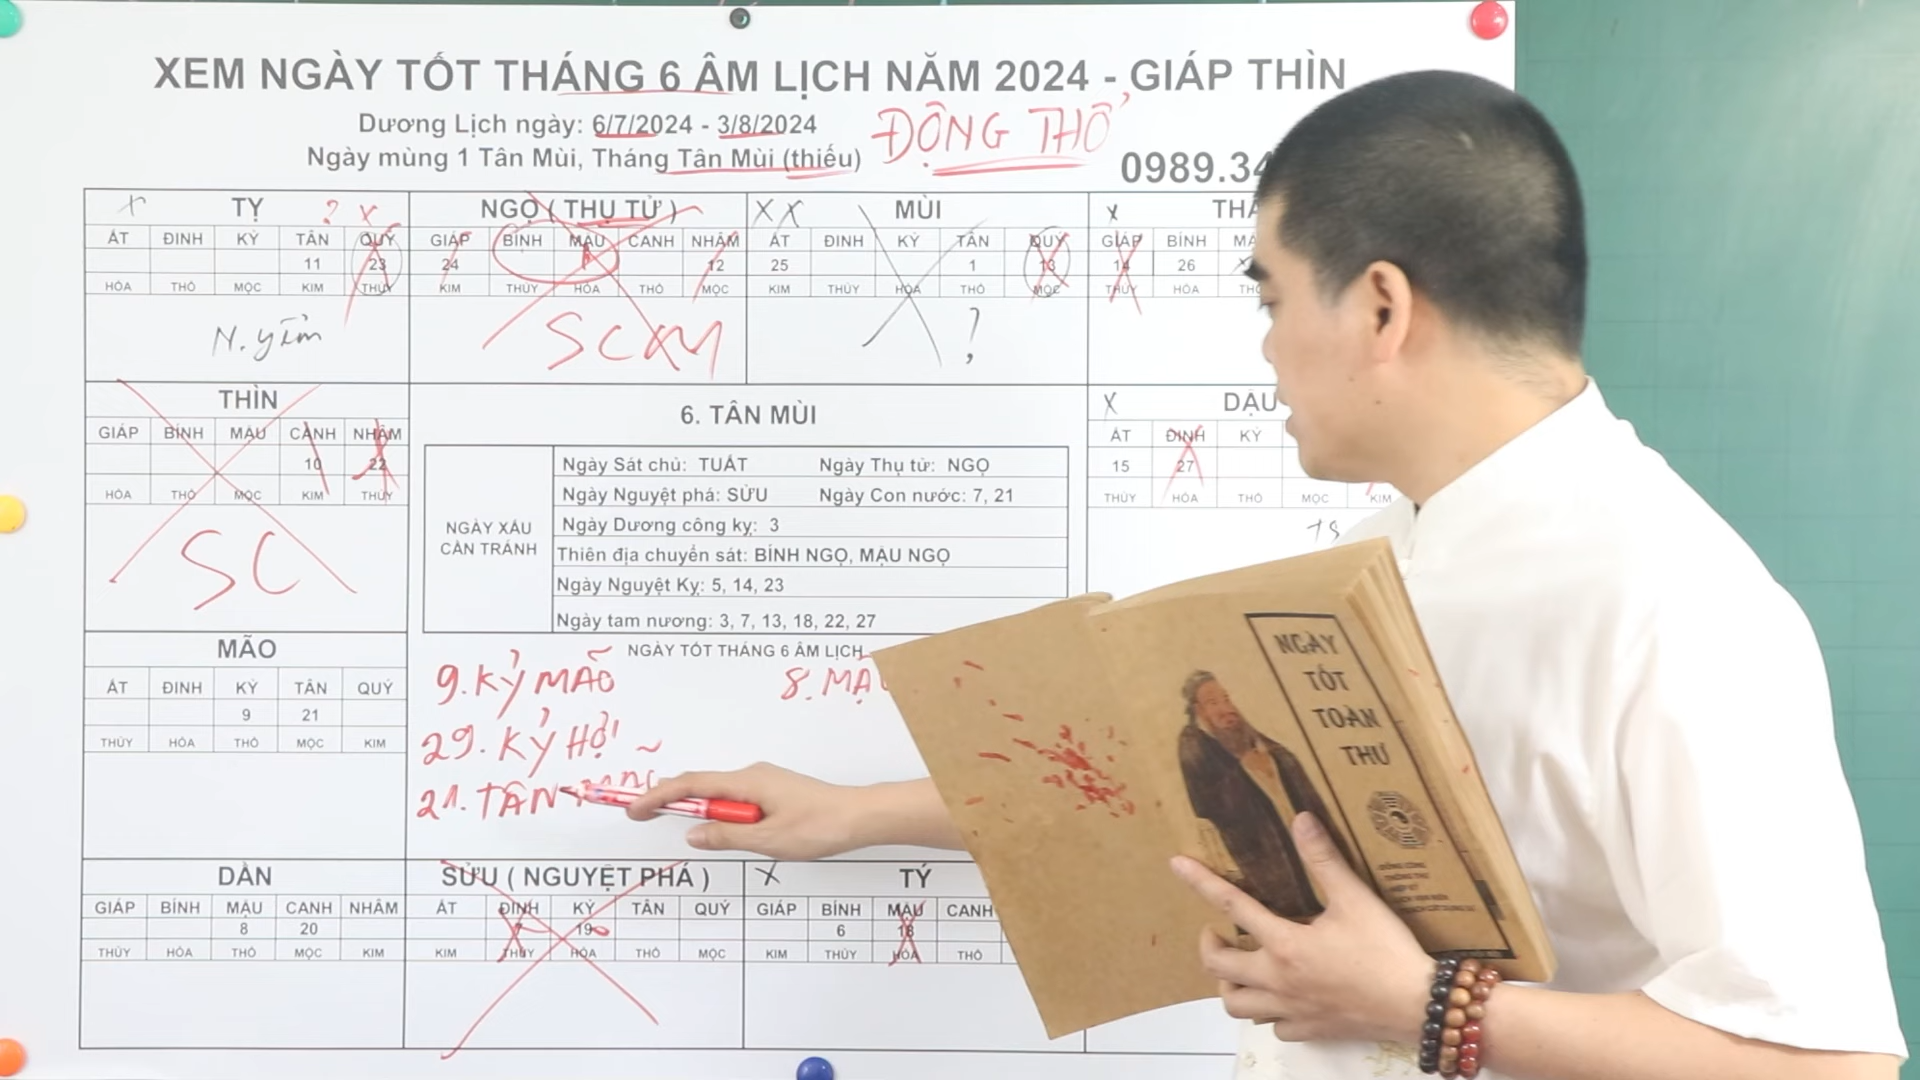 XEM NGÀY TỐT THÁNG 6 ÂM LỊCH NĂM 2024 - GIÁP THÌN
Dương Lịch ngày: 6/7/2024 - 3/8/2024
ĐỘNG THỔ
Ngày mùng 1 Tân Mùi, Tháng Tân Mùi (thiếu)
0989.34
X TỴ ? X
ẤT ĐINH KỶ TÂN QUÝ
11 23
HỎA THỔ MỘC KIM THỦY
N. yểm
NGỌ ( THỤ TỬ )
GIÁP BÍNH MẬU CANH NHÂM
24 12
KIM THỦY HỎA THỔ MỘC
SCKM
X X MÙI
ẤT ĐINH KỶ TÂN QUÝ
25 1 13
KIM THỦY HỎA THỔ MỘC
?
X
GIÁP BÍNH
14 26
THỦY HỎA
THÌN
GIÁP BÍNH MẬU CANH NHÂM
10 22
HỎA THỔ MỘC KIM THỦY
SC
6. TÂN MÙI
NGÀY XẤU CẦN TRÁNH
Ngày Sát chủ: TUẤT Ngày Thụ tử: NGỌ
Ngày Nguyệt phá: SỬU Ngày Con nước: 7, 21
Ngày Dương công kỵ: 3
Thiên địa chuyển sát: BÍNH NGỌ, MẬU NGỌ
Ngày Nguyệt Kỵ: 5, 14, 23
Ngày tam nương: 3, 7, 13, 18, 22, 27
X DẬU
ẤT ĐINH KỶ
15 27
THỦY HỎA THỔ MỘC KIM
TS
MÃO
ẤT ĐINH KỶ TÂN QUÝ
9 21
THỦY HỎA THỔ MỘC KIM
NGÀY TỐT THÁNG 6 ÂM LỊCH
9. KỶ MÃO
29. KỶ HỢI
21. TÂN
8.
DẦN
GIÁP BÍNH MẬU CANH NHÂM
8 20
THỦY HỎA THỔ MỘC KIM
SỬU ( NGUYỆT PHÁ )
ẤT ĐINH KỶ TÂN QUÝ
7 19
KIM THỦY HỎA THỔ MỘC
X TÝ
GIÁP BÍNH MẬU CANH
6 18
KIM THỦY HỎA THỔ
NGÀY
TỐT
TOÀN
THƯ